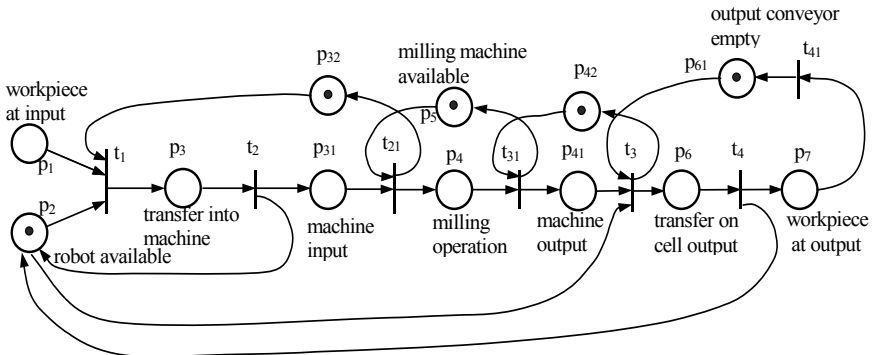 output conveyor
empty
t41
p32
milling machine
available
p42
p61
workpiece
at input
p5
p1
t1
p3
t2
p31
t21
p4
t31
p41
t3
p6
t4
p7
p2
transfer into
machine
machine
input
milling
operation
machine
output
transfer on
cell output
workpiece
at output
robot available